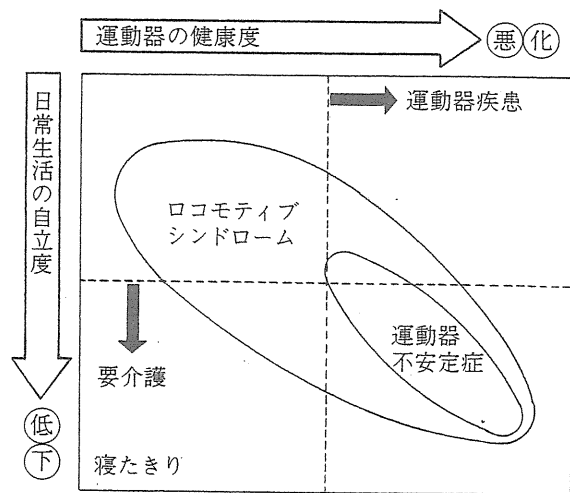 運動器の健康度
悪化
日常生活の自立度
運動器疾患
ロコモティブ
シンドローム
運動器
不安定症
要介護
低下
寝たきり